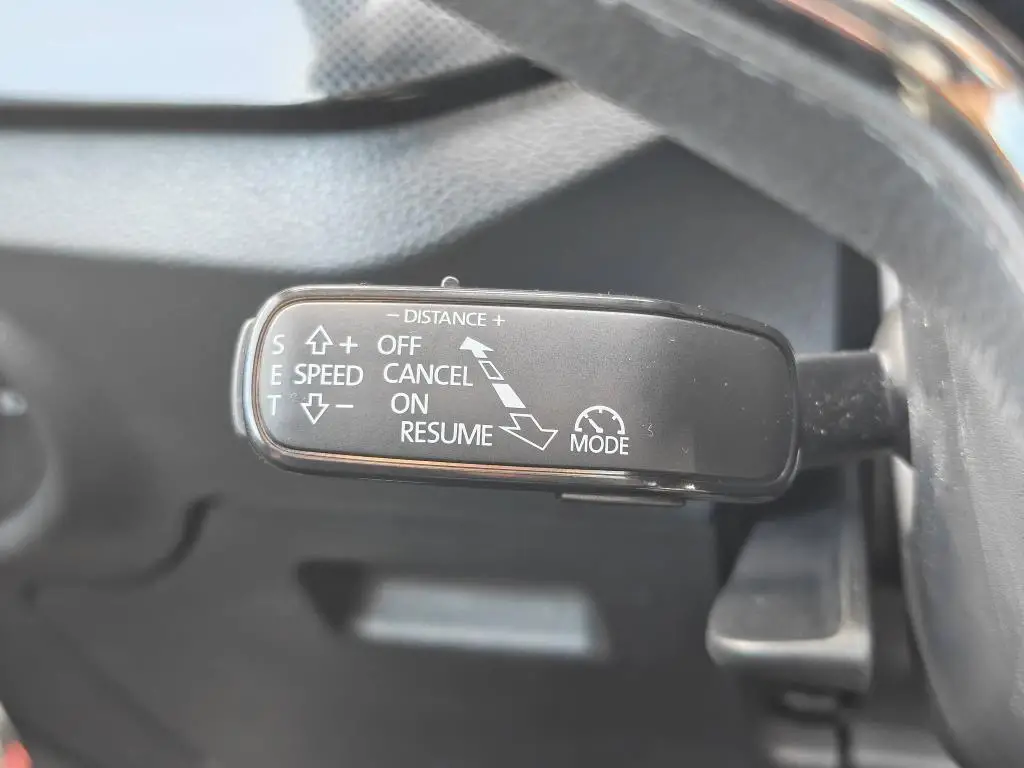 - DISTANCE +
S + OFF
E SPEED CANCEL
T - ON
RESUME MODE